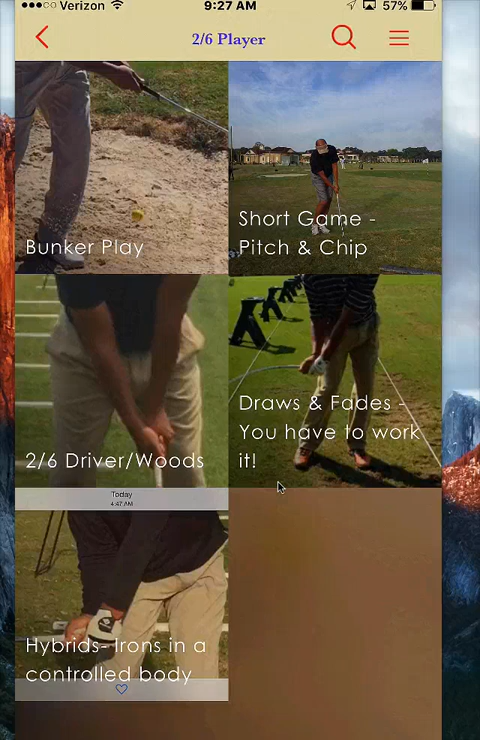 Verizon 9:27 AM 57%
2/6 Player
Bunker Play
Short Game -
Pitch & Chip
2/6 Driver/Woods
Draws & Fades -
You have to work
it!
Today
4:47 AM
Hybrids- Irons in a
controlled body